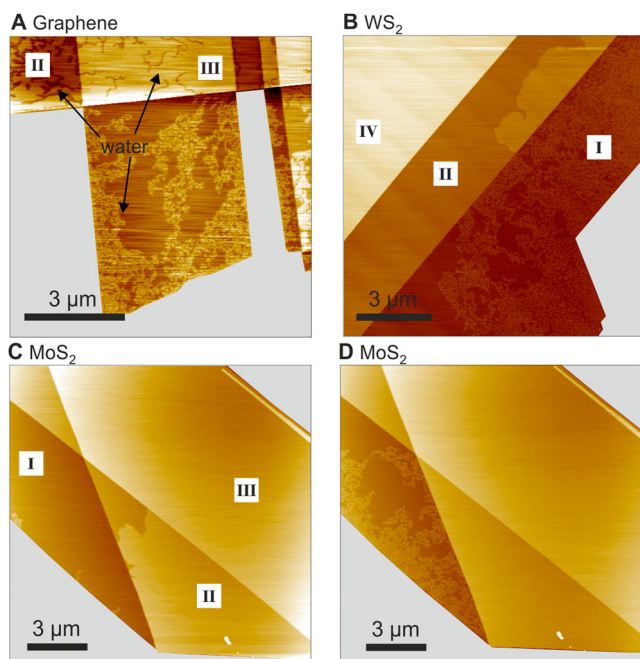 A Graphene
II
III
water
3 μm
B WS₂
IV
II
I
3 μm
C MoS₂
I
III
II
3 μm
D MoS₂
3 μm